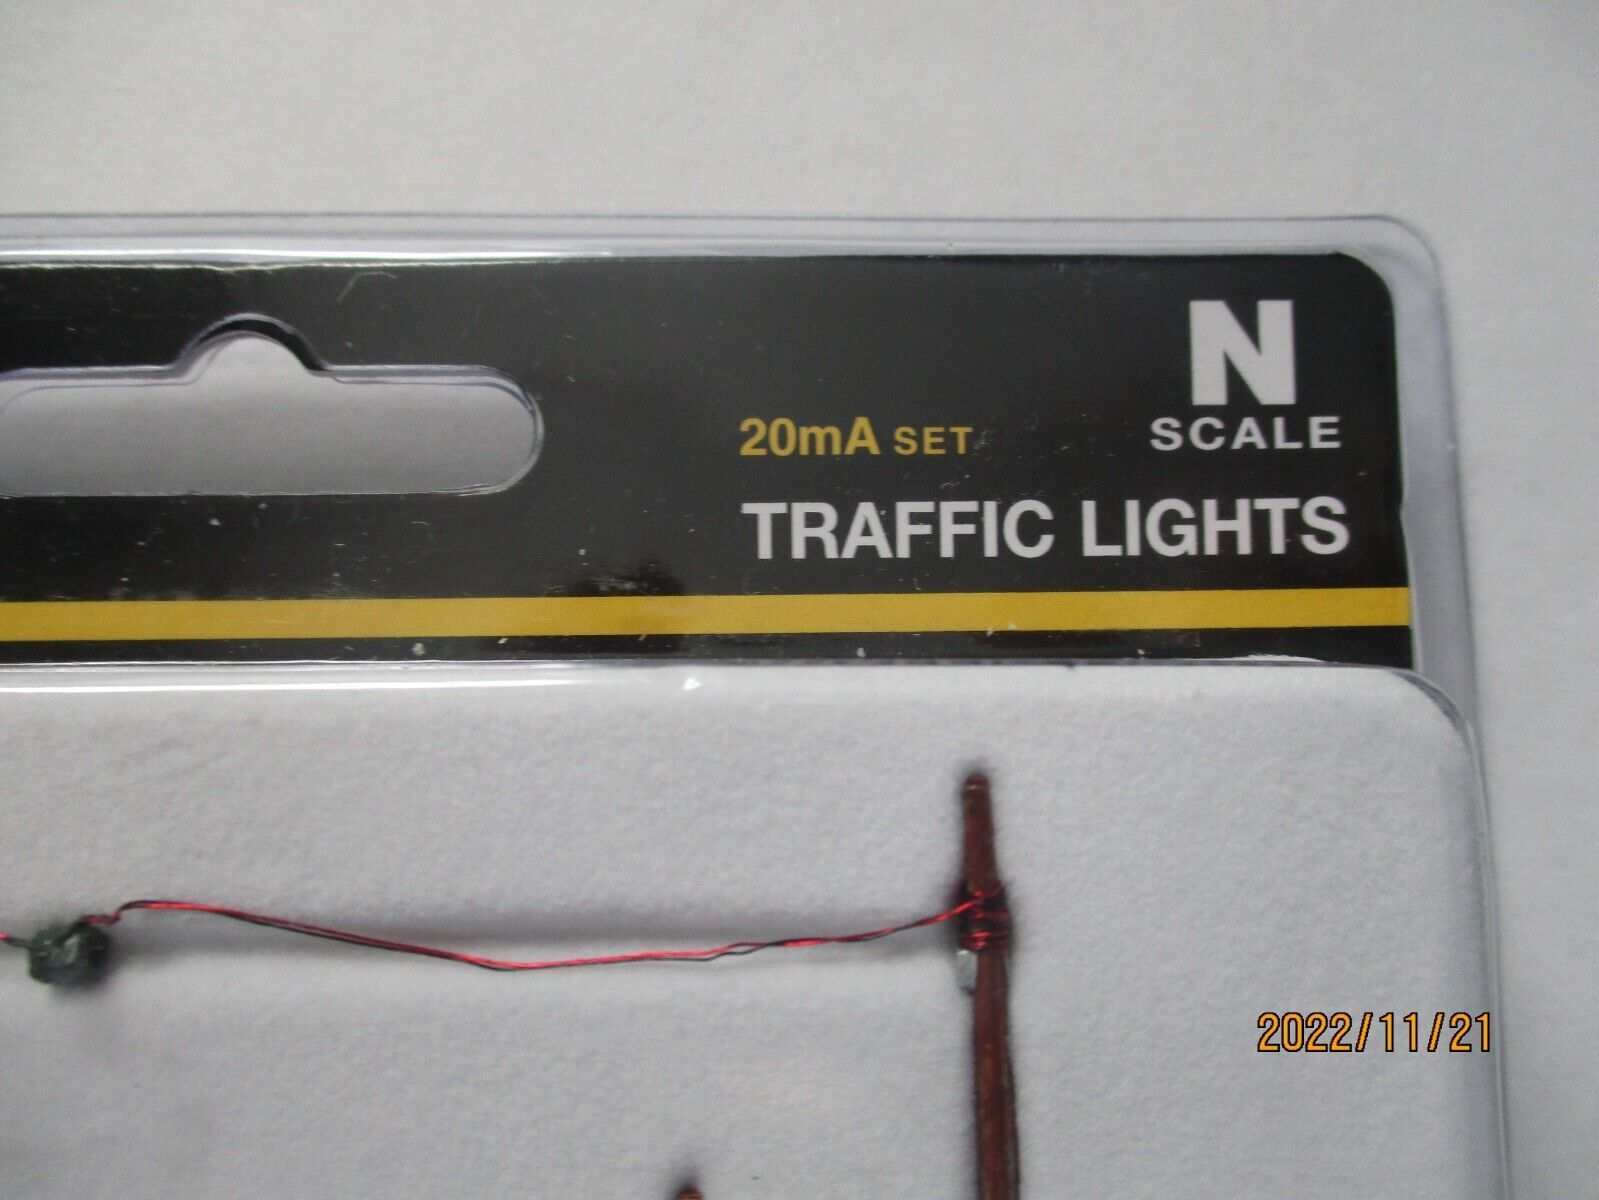 N
SCALE
20mA SET
TRAFFIC LIGHTS
2022/11/21